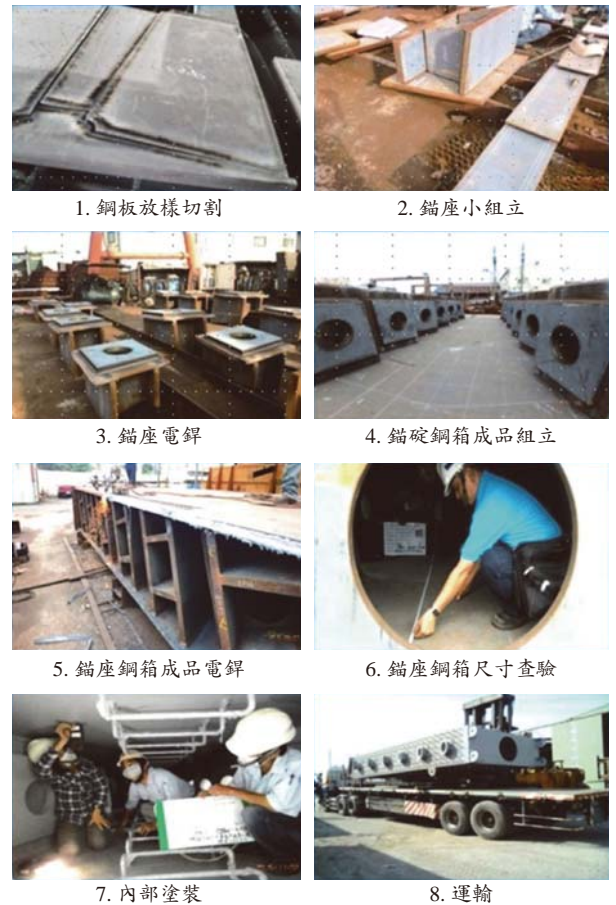 1. 鋼板放樣切割
2. 錨座小組立
3. 錨座電銲
4. 錨碇鋼箱成品組立
5. 錨座鋼箱成品電銲
6. 錨座鋼箱尺寸查驗
7. 內部塗裝
8. 運輸